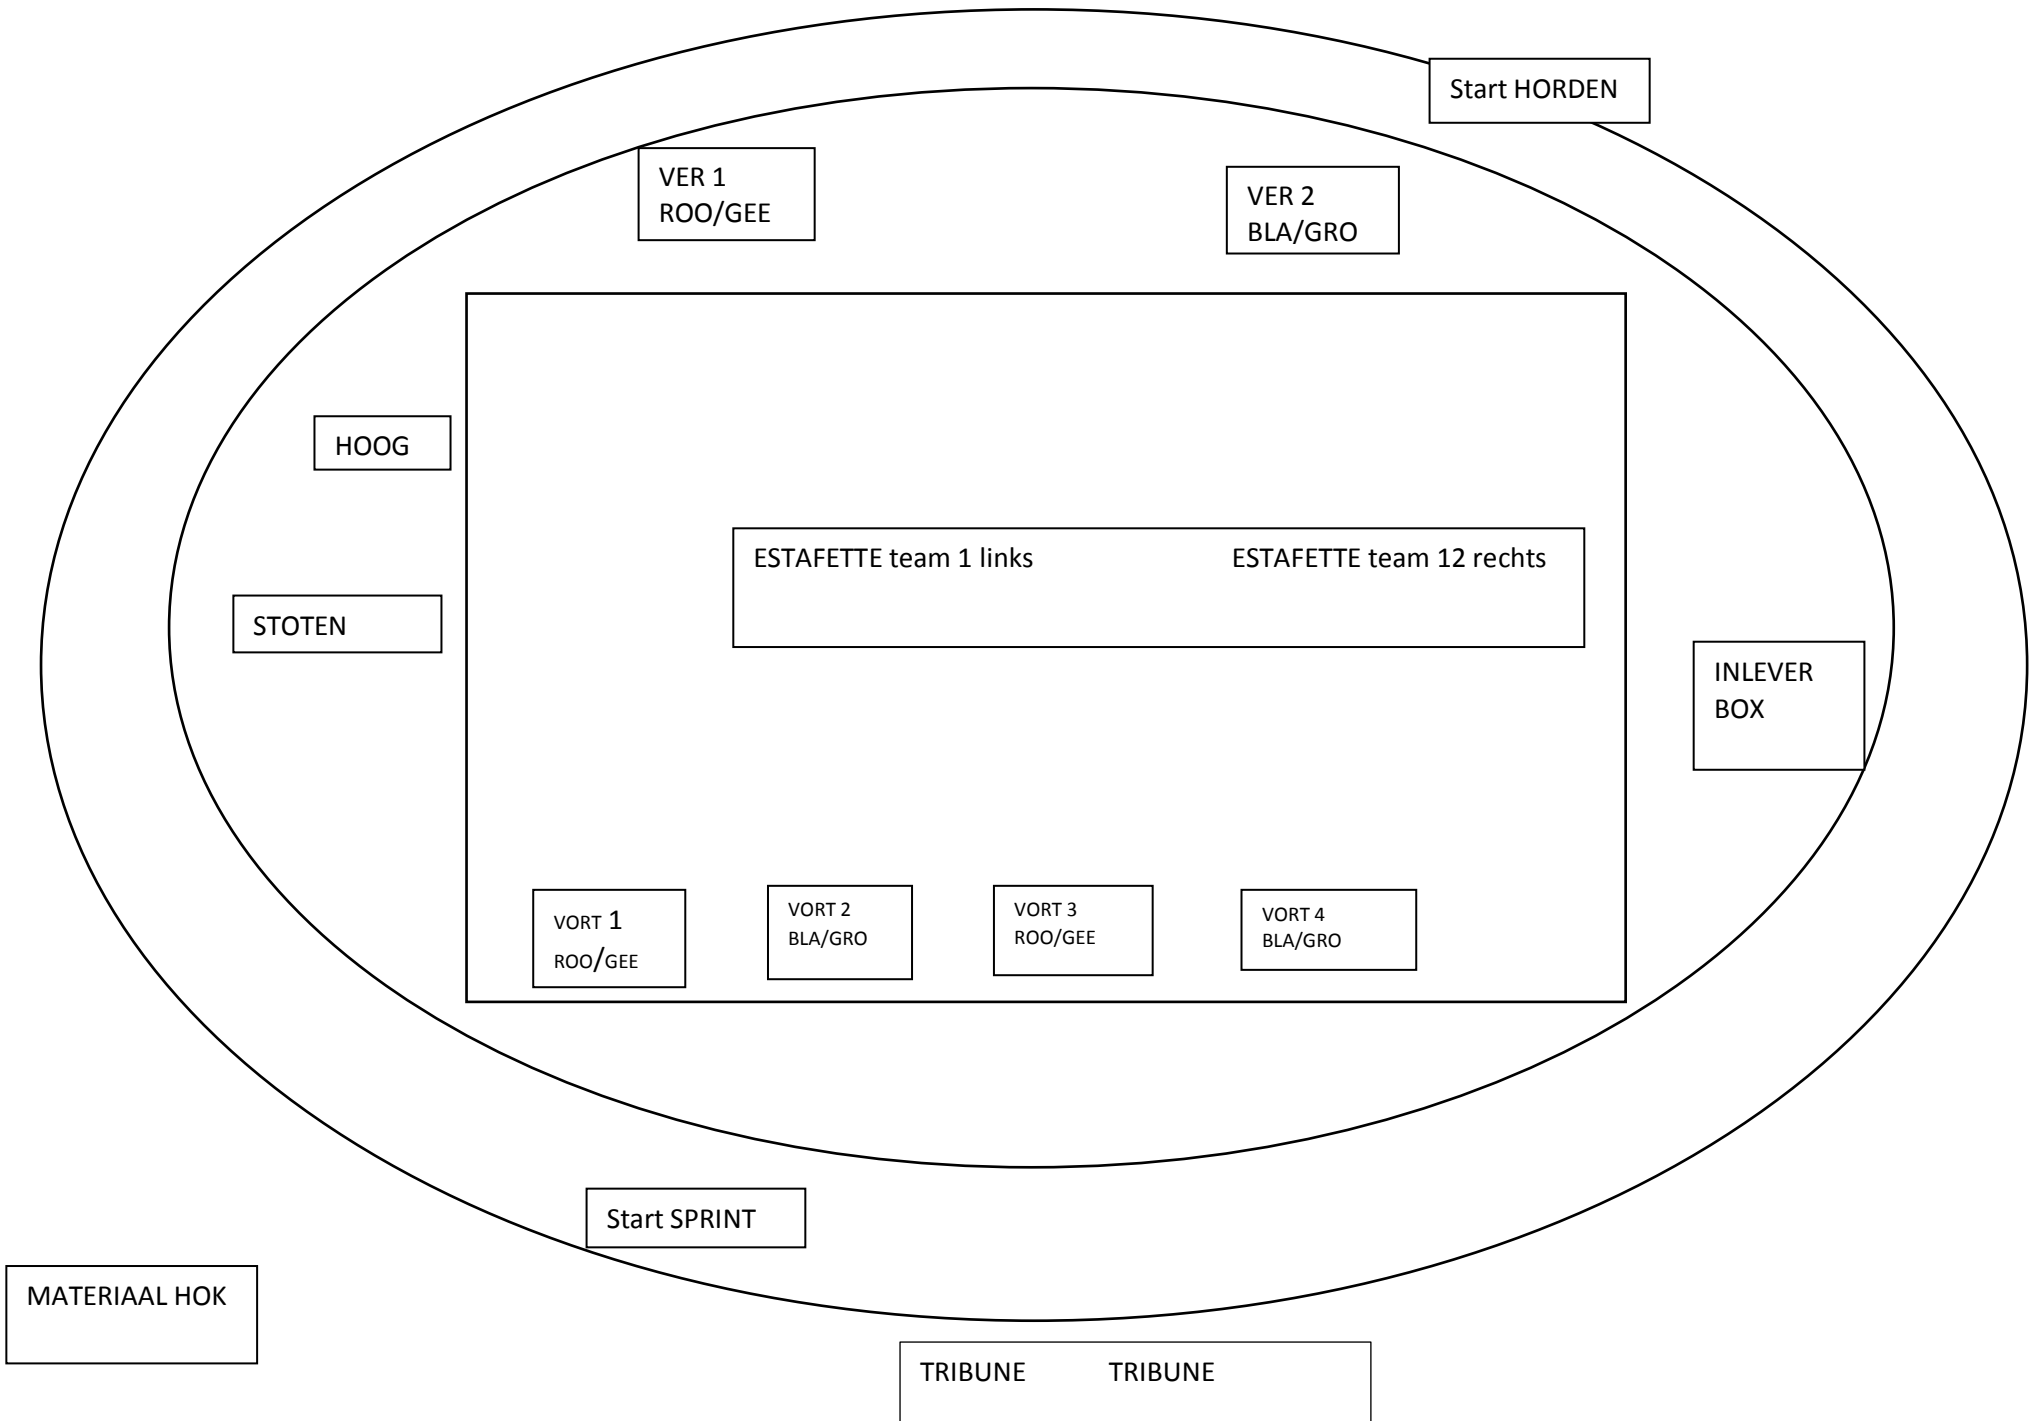 Start HORDEN
VER 1
ROO/GEE
VER 2
BLA/GRO
HOOG
ESTAFETTE team 1 links ESTAFETTE team 12 rechts
STOTEN
INLEVER
BOX
VORT 1
ROO/GEE
VORT 2
BLA/GRO
VORT 3
ROO/GEE
VORT 4
BLA/GRO
Start SPRINT
MATERIAAL HOK
TRIBUNE TRIBUNE